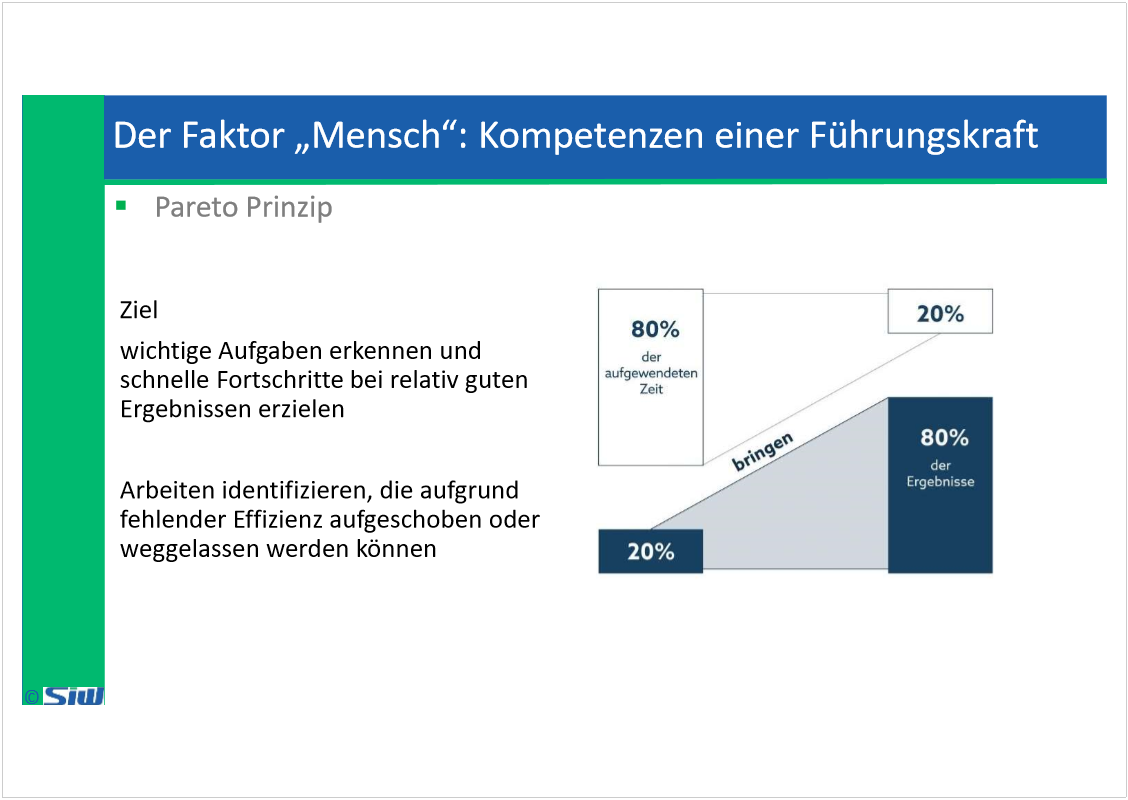 Der Faktor „Mensch“: Kompetenzen einer Führungskraft
Pareto Prinzip
Ziel
wichtige Aufgaben erkennen und
schnelle Fortschritte bei relativ guten
Ergebnissen erzielen
Arbeiten identifizieren, die aufgrund
fehlender Effizienz aufgeschoben oder
weggelassen werden können
80%
der
aufgewendeten
Zeit
20%
bringen
20%
80%
der
Ergebnisse
© SiW